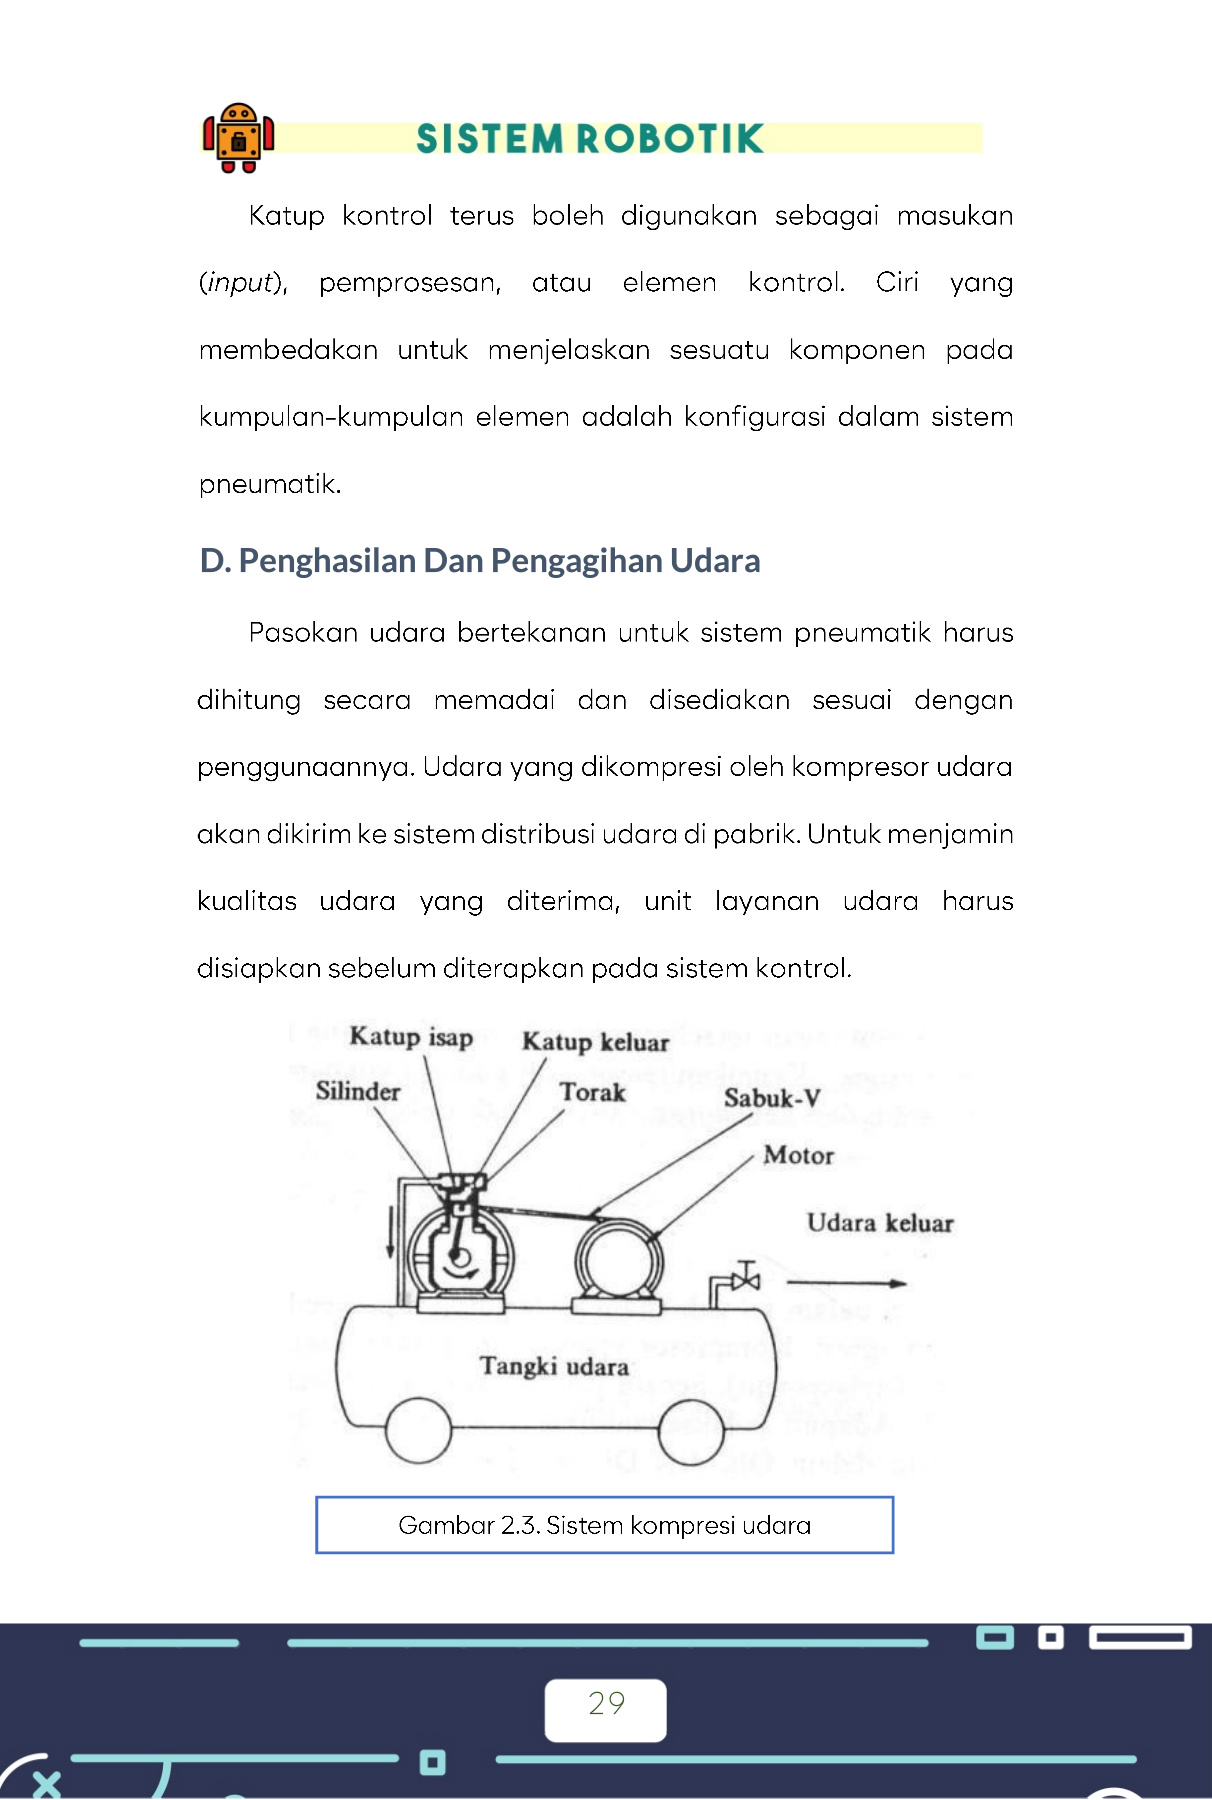 SISTEM ROBOTIK
Katup kontrol terus boleh digunakan sebagai masukan
(input), pemprosesan, atau elemen kontrol. Ciri yang
membedakan untuk menjelaskan sesuatu komponen pada
kumpulan-kumpulan elemen adalah konfigurasi dalam sistem
pneumatik.
D. Penghasilan Dan Pengagihan Udara
Pasokan udara bertekanan untuk sistem pneumatik harus
dihitung secara memadai dan disediakan sesuai dengan
penggunaannya. Udara yang dikompresi oleh kompresor udara
akan dikirim ke sistem distribusi udara di pabrik. Untuk menjamin
kualitas udara yang diterima, unit layanan udara harus
disiapkan sebelum diterapkan pada sistem kontrol.
Katup isap
Katup keluar
Silinder
Torak
Sabuk-V
Motor
Udara keluar
Tangki udara
Gambar 2.3. Sistem kompresi udara
29